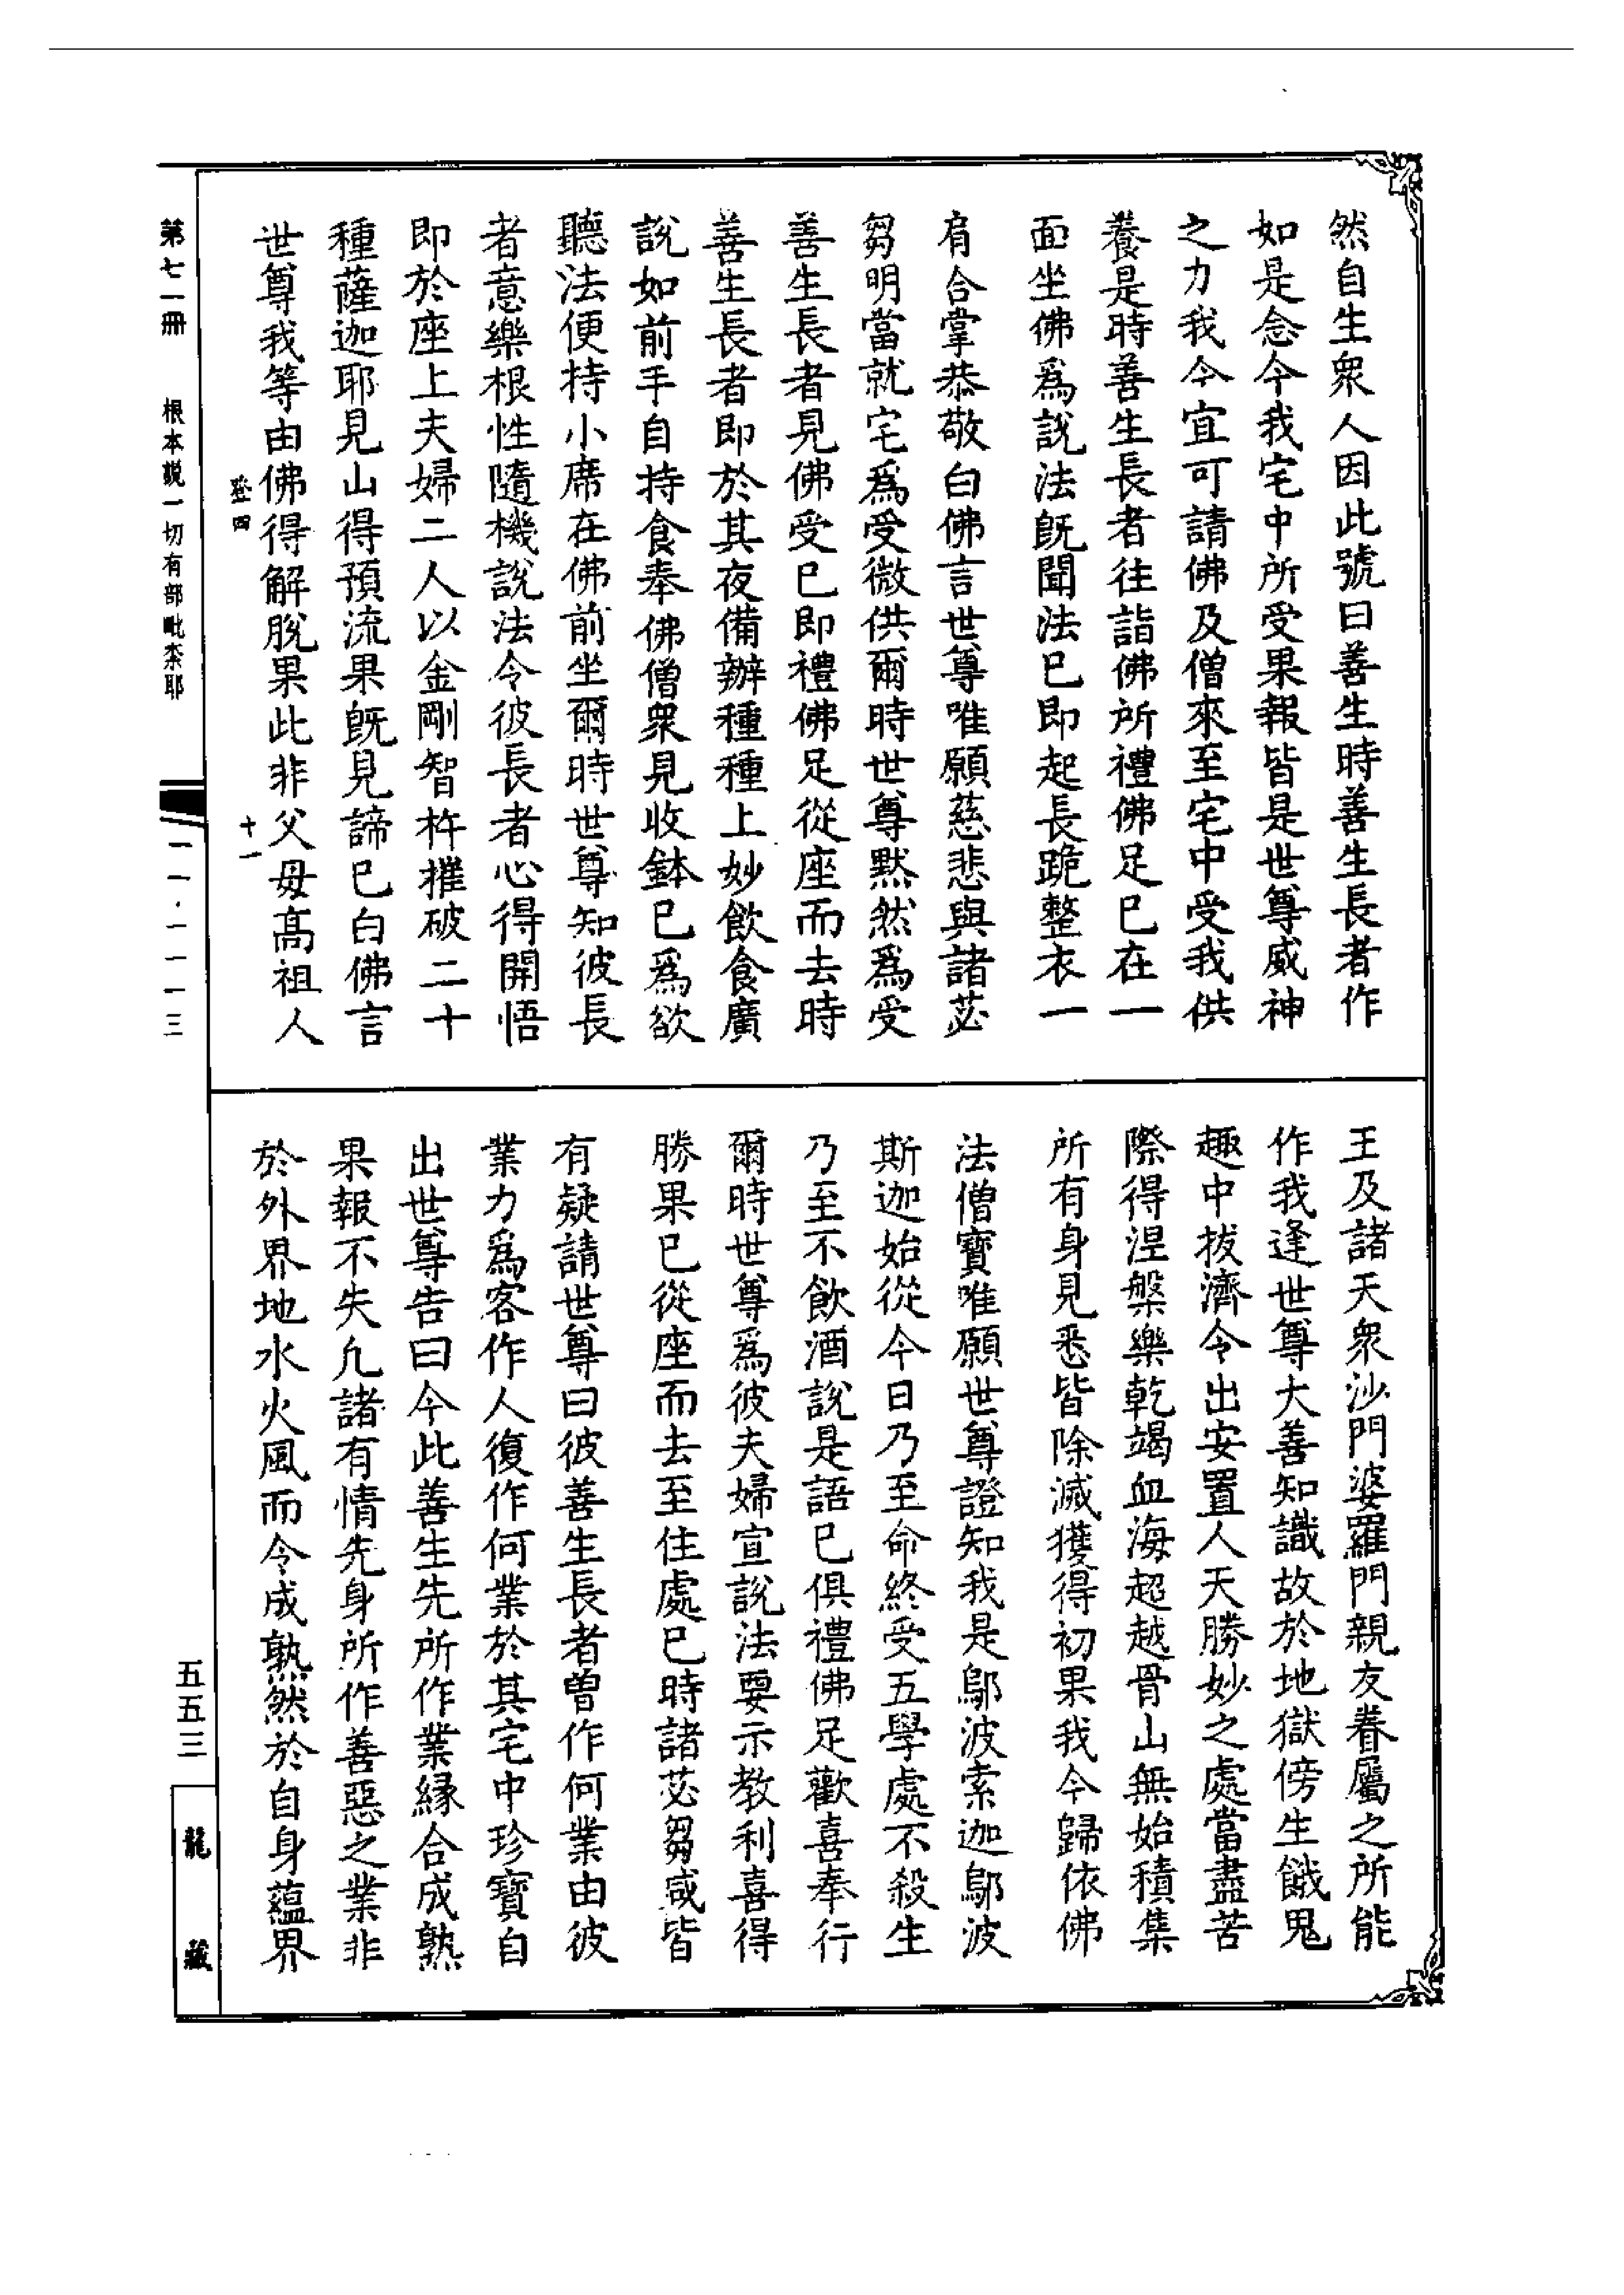 然自生眾人因此號曰善生時善生長者作
如是念今我宅中所受果報皆是世尊威神
之力我今宜可請佛及僧來至宅中受我供
養是時善生長者往詣佛所禮佛足已在一
面坐佛爲說法旣聞法已即起長跪整衣一
肩合掌恭敬白佛言世尊唯願慈悲與諸苾
芻明當就宅爲受微供爾時世尊默然爲受
善生長者見佛受已即禮佛足從座而去時
善生長者即於其夜備辦種種上妙飲食廣
說如前手自持食奉佛僧眾見收鉢已爲欲
聽法便持小席在佛前坐爾時世尊知彼長
者意樂根性隨機說法令彼長者心得開悟
即於座上夫婦二人以金剛智杵摧破二十
種薩迦耶見山得預流果旣見諦已白佛言
世尊我等由佛得解脫果此非父母高祖人
王及諸天眾沙門婆羅門親友眷屬之所能
作我逢世尊大善知識故於地獄傍生餓鬼
趣中拔濟令出安置人天勝妙之處當盡苦
際得涅槃樂乾竭血海超越骨山無始積集
所有身見悉皆除滅獲得初果我今歸依佛
法僧寶唯願世尊證知我是鄔波索迦鄔波
斯迦始從今日乃至命終受五學處不殺生
乃至不飲酒說是語已俱禮佛足歡喜奉行
爾時世尊爲彼夫婦宣說法要示教利喜得
勝果已從座而去至住處已時諸苾芻咸皆
有疑請世尊曰彼善生長者曾作何業由彼
業力爲客作人復作何業於其宅中珍寶自
出世尊告曰今此善生先所作業緣合成熟
果報不失凢諸有情先身所作善惡之業非
於外界地水火風而令成熟然於自身蘊界
第七二冊 根本說一切有部毗奈耶
四
十一
一一一三
五五三
龍藏